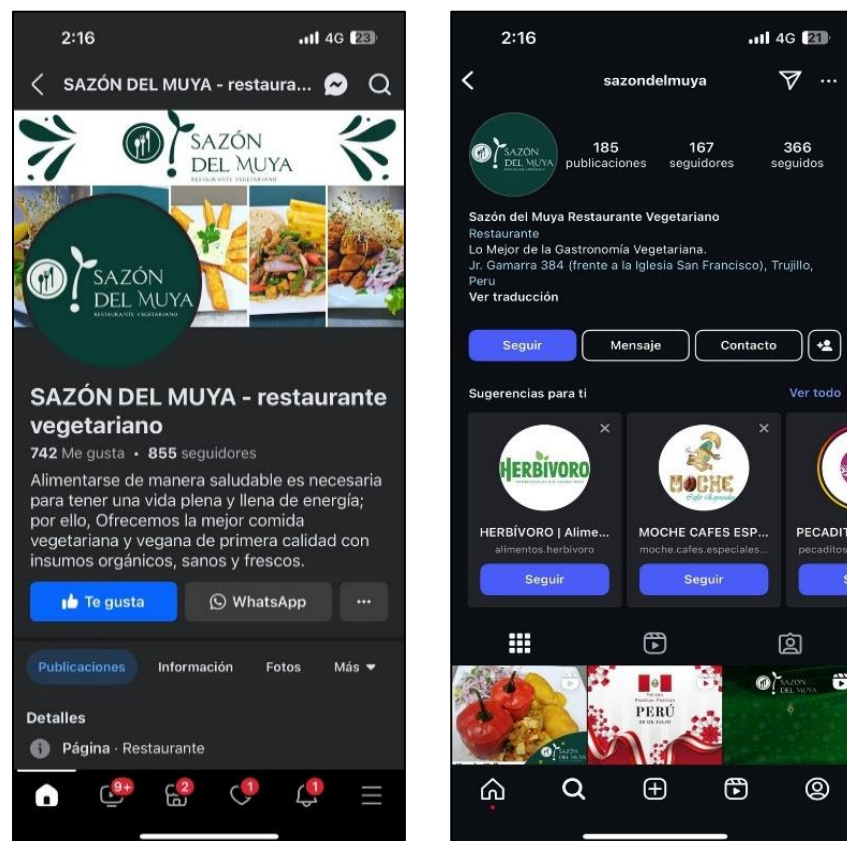 2:16
4G 23
SAZÓN DEL MUYA - restaura...
SAZÓN
DEL MUYA
RESTAURANTE VEGETARIANO
SAZÓN
DEL MUYA
RESTAURANTE VEGETARIANO
SAZÓN DEL MUYA - restaurante
vegetariano
742 Me gusta • 855 seguidores
Alimentarse de manera saludable es necesaria
para tener una vida plena y llena de energía;
por ello, Ofrecemos la mejor comida
vegetariana y vegana de primera calidad con
insumos orgánicos, sanos y frescos.
Te gusta
WhatsApp
Publicaciones
Información
Fotos
Más
Detalles
Página · Restaurante
9+
2
1
1
2:16
4G 21
sazondelmuya
SAZÓN
DEL MUYA
185
publicaciones
167
seguidores
366
seguidos
Sazón del Muya Restaurante Vegetariano
Restaurante
Lo Mejor de la Gastronomía Vegetariana.
Jr. Gamarra 384 (frente a la Iglesia San Francisco), Trujillo,
Peru
Ver traducción
Seguir
Mensaje
Contacto
Sugerencias para ti
Ver todo
HERBÍVORO
MOCHE
HERBÍVORO | Alime...
alimentos.herbivoro
Seguir
MOCHE CAFES ESP...
moche.cafes.especiales...
Seguir
PECADIT
pecaditos
S
SAZÓN
DEL MUYA
Felices
Fiestas Patrias
PERÚ
28 DE JULIO
SAZÓN
DEL MUYA